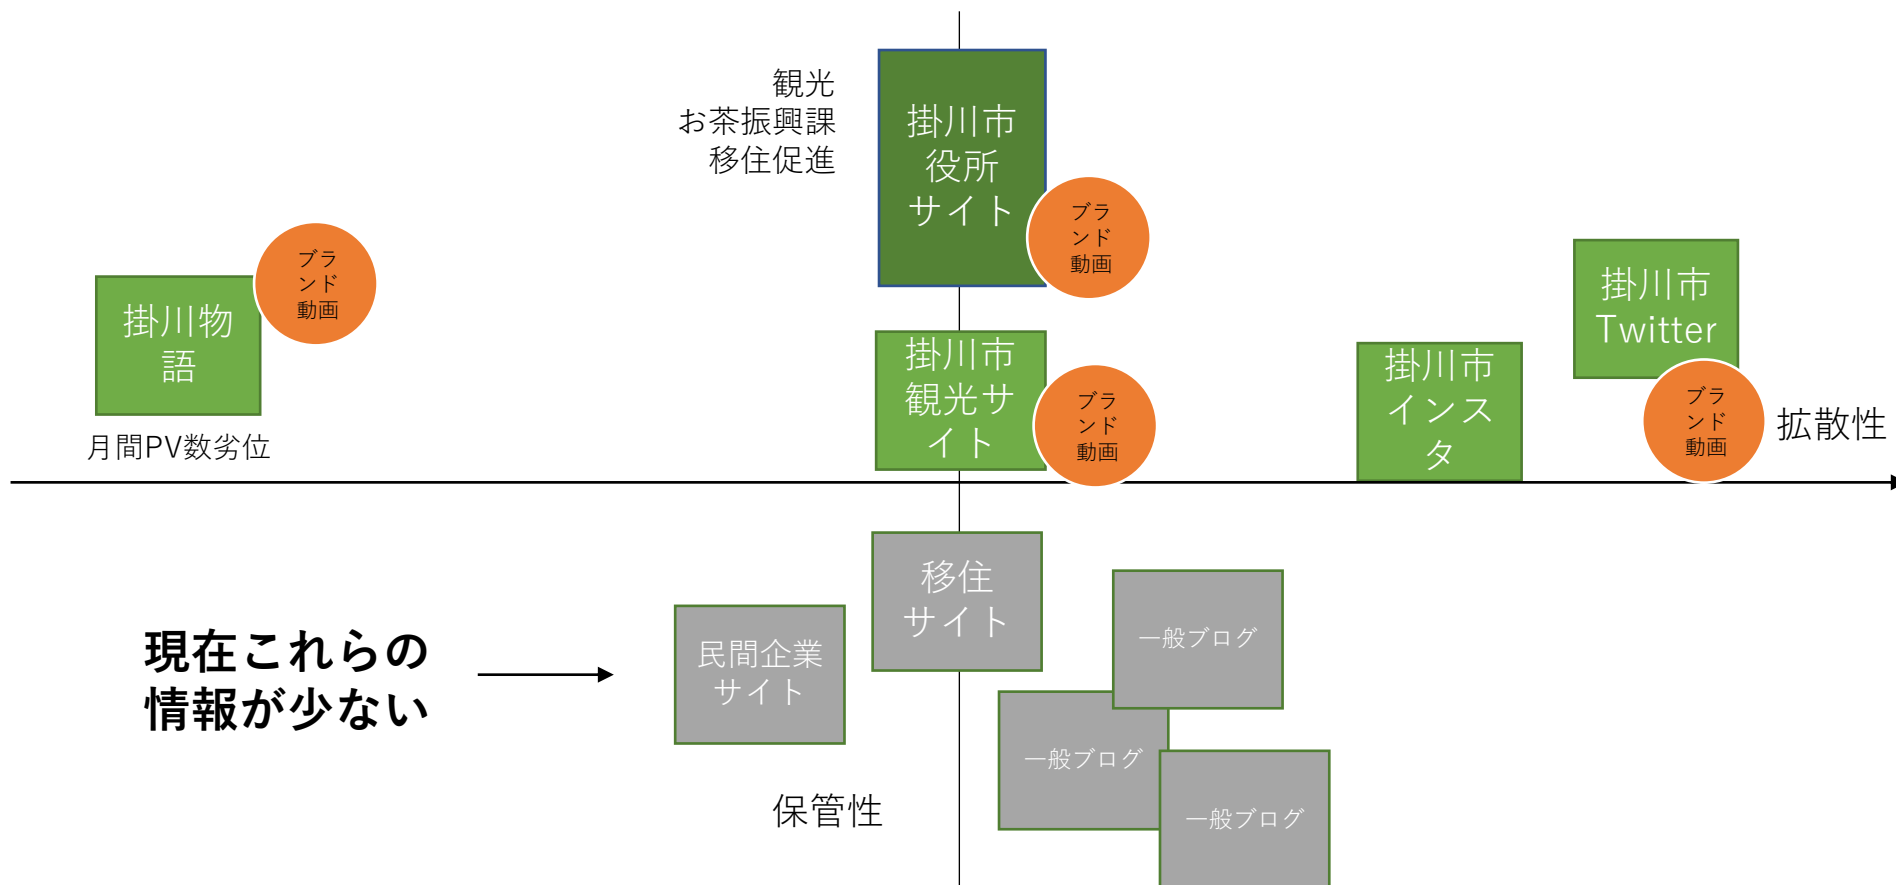 観光
お茶振興課
移住促進
掛川市
役所
サイト
ブラ
ンド
動画
掛川物
語
ブラ
ンド
動画
月間PV数劣位
掛川市
観光サ
イト
ブラ
ンド
動画
掛川市
インス
タ
掛川市
Twitter
ブラ
ンド
動画
拡散性
現在これらの
情報が少ない
民間企業
サイト
移住
サイト
一般ブログ
一般ブログ
一般ブログ
保管性